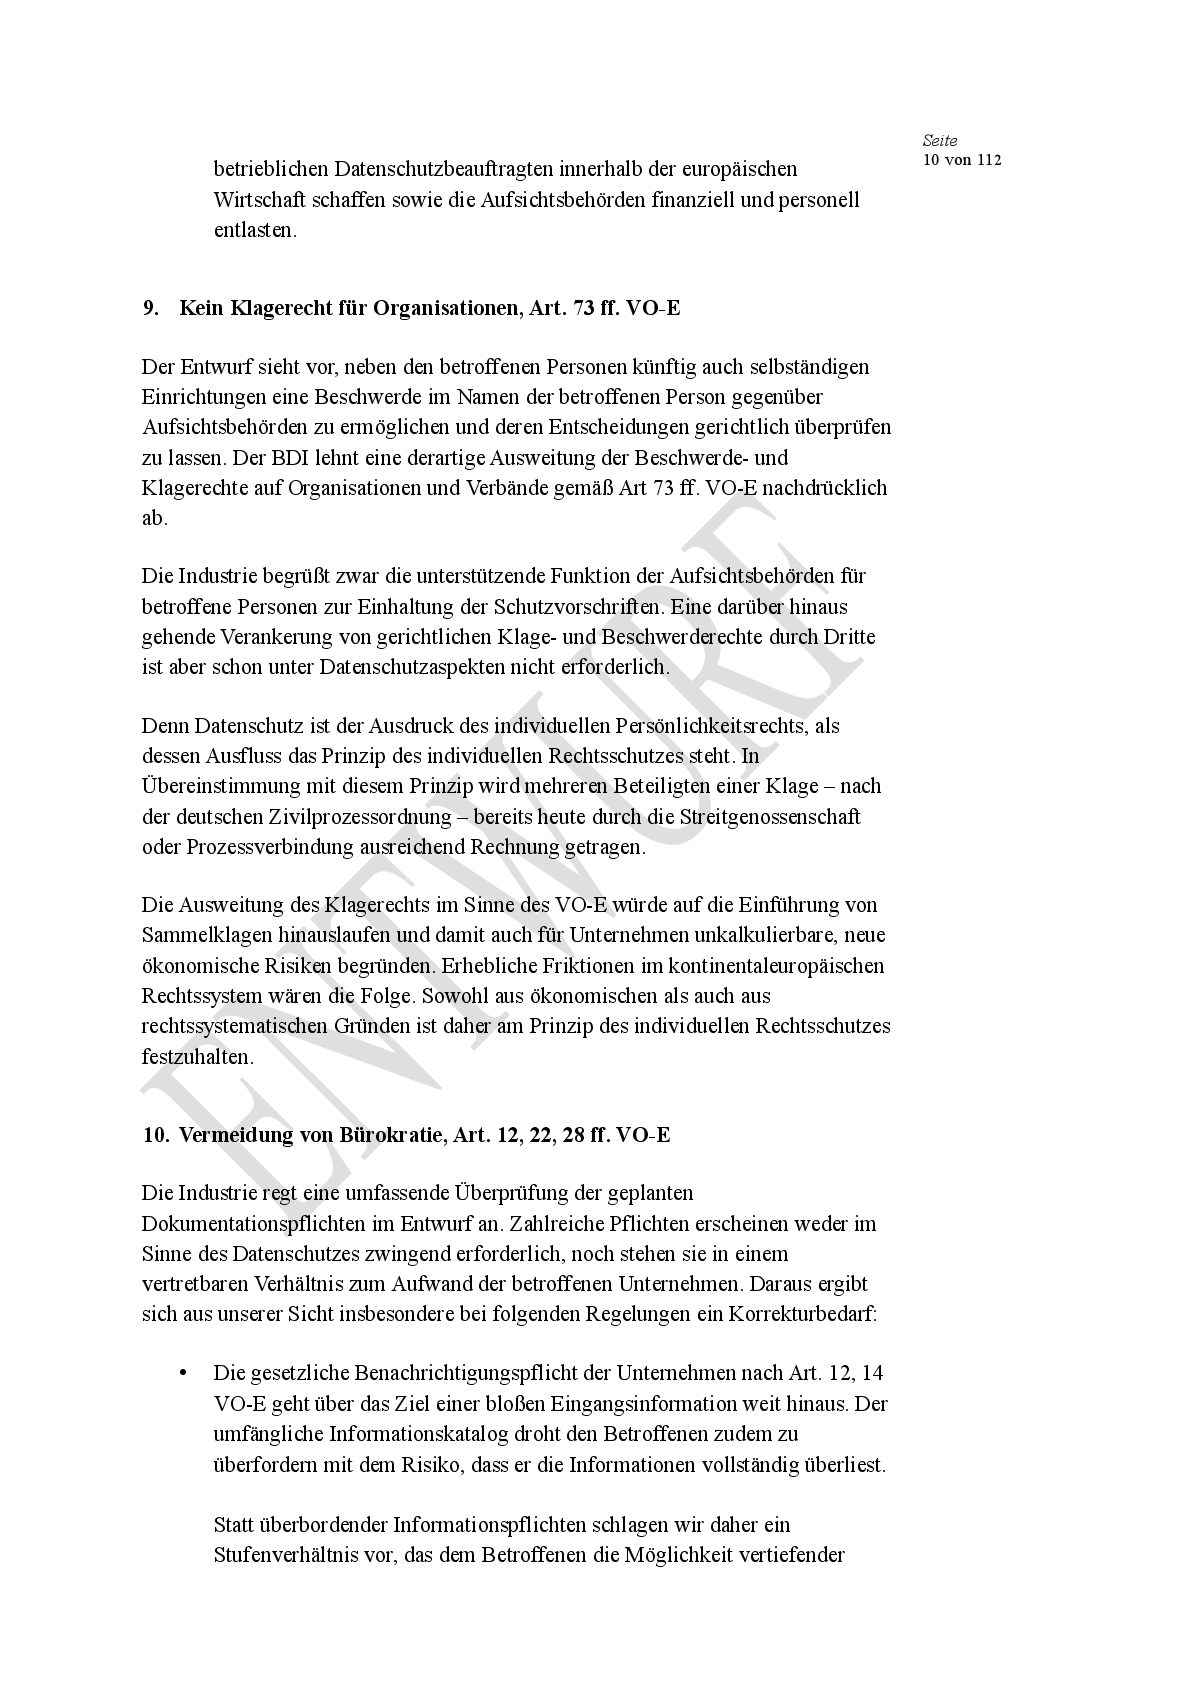 Seite
10 von 112
betrieblichen Datenschutzbeauftragten innerhalb der europäischen
Wirtschaft schaffen sowie die Aufsichtsbehörden finanziell und personell
entlasten.
9. Kein Klagerecht für Organisationen, Art. 73 ff. VO-E
Der Entwurf sieht vor, neben den betroffenen Personen künftig auch selbständigen
Einrichtungen eine Beschwerde im Namen der betroffenen Person gegenüber
Aufsichtsbehörden zu ermöglichen und deren Entscheidungen gerichtlich überprüfen
zu lassen. Der BDI lehnt eine derartige Ausweitung der Beschwerde- und
Klagerechte auf Organisationen und Verbände gemäß Art 73 ff. VO-E nachdrücklich
ab.
Die Industrie begrüßt zwar die unterstützende Funktion der Aufsichtsbehörden für
betroffene Personen zur Einhaltung der Schutzvorschriften. Eine darüber hinaus
gehende Verankerung von gerichtlichen Klage- und Beschwerderechte durch Dritte
ist aber schon unter Datenschutzaspekten nicht erforderlich.
Denn Datenschutz ist der Ausdruck des individuellen Persönlichkeitsrechts, als
dessen Ausfluss das Prinzip des individuellen Rechtsschutzes steht. In
Übereinstimmung mit diesem Prinzip wird mehreren Beteiligten einer Klage – nach
der deutschen Zivilprozessordnung – bereits heute durch die Streitgenossenschaft
oder Prozessverbindung ausreichend Rechnung getragen.
Die Ausweitung des Klagerechts im Sinne des VO-E würde auf die Einführung von
Sammelklagen hinauslaufen und damit auch für Unternehmen unkalkulierbare, neue
ökonomische Risiken begründen. Erhebliche Friktionen im kontinentaleuropäischen
Rechtssystem wären die Folge. Sowohl aus ökonomischen als auch aus
rechtssystematischen Gründen ist daher am Prinzip des individuellen Rechtsschutzes
festzuhalten.
10. Vermeidung von Bürokratie, Art. 12, 22, 28 ff. VO-E
Die Industrie regt eine umfassende Überprüfung der geplanten
Dokumentationspflichten im Entwurf an. Zahlreiche Pflichten erscheinen weder im
Sinne des Datenschutzes zwingend erforderlich, noch stehen sie in einem
vertretbaren Verhältnis zum Aufwand der betroffenen Unternehmen. Daraus ergibt
sich aus unserer Sicht insbesondere bei folgenden Regelungen ein Korrekturbedarf:
• Die gesetzliche Benachrichtigungspflicht der Unternehmen nach Art. 12, 14
VO-E geht über das Ziel einer bloßen Eingangsinformation weit hinaus. Der
umfängliche Informationskatalog droht den Betroffenen zudem zu
überfordern mit dem Risiko, dass er die Informationen vollständig überliest.
Statt überbordender Informationspflichten schlagen wir daher ein
Stufenverhältnis vor, das dem Betroffenen die Möglichkeit vertiefender
ENTWURF